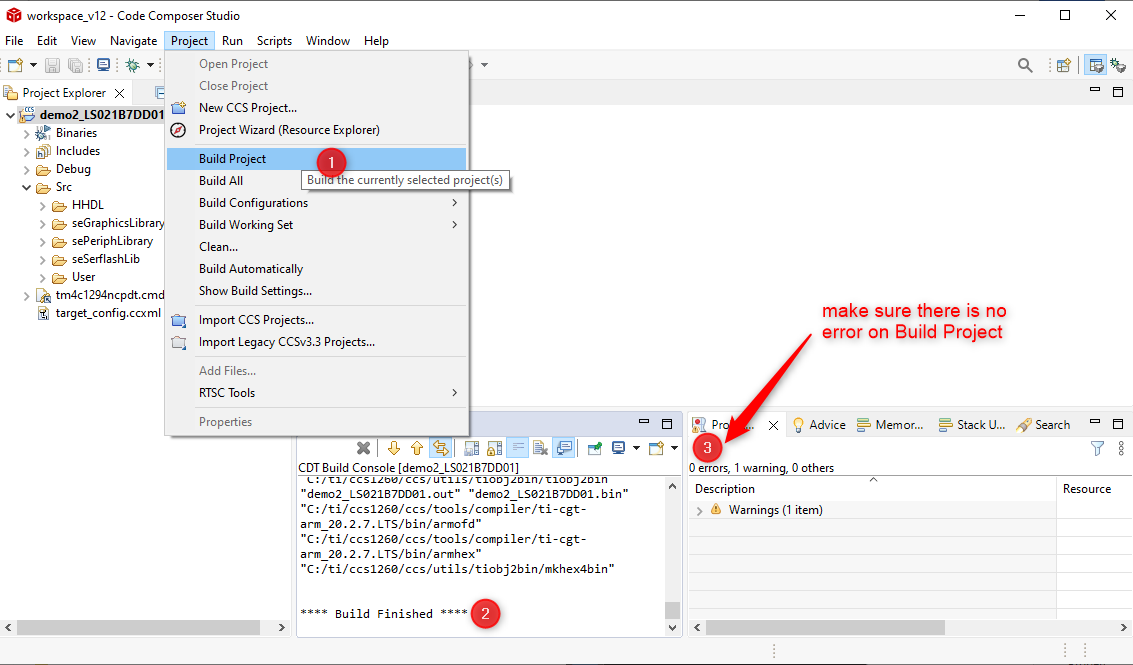 workspace_v12 - Code Composer Studio
File Edit View Navigate Project Run Scripts Window Help
Project Explorer
demo2_LS021B7DD01
Binaries
Includes
Debug
Src
HHDL
seGraphicsLibrary
sePeriphLibrary
seSerflashLib
User
tm4c1294ncpdt.cmd
target_config.ccxml
Open Project
Close Project
New CCS Project...
Project Wizard (Resource Explorer)
Build Project
1
Build the currently selected project(s)
Build All
Build Configurations
Build Working Set
Clean...
Build Automatically
Show Build Settings...
Import CCS Projects...
Import Legacy CCSv3.3 Projects...
Add Files...
RTSC Tools
Properties
make sure there is no
error on Build Project
CDT Build Console [demo2_LS021B7DD01]
"C:/ti/ccs1260/ccs/utils/tiobj2bin/tiobj2bin"
"demo2_LS021B7DD01.out" "demo2_LS021B7DD01.bin"
"C:/ti/ccs1260/ccs/tools/compiler/ti-cgt-
arm_20.2.7.LTS/bin/armofd"
"C:/ti/ccs1260/ccs/tools/compiler/ti-cgt-
arm_20.2.7.LTS/bin/armhex"
"C:/ti/ccs1260/ccs/utils/tiobj2bin/mkhex4bin"
**** Build Finished ****
2
Pro... Advice Memor... Stack U... Search
3
0 errors, 1 warning, 0 others
Description Resource
Warnings (1 item)